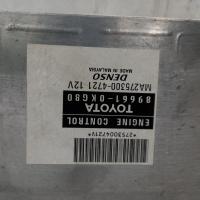 ENGINE CONTROL
TOYOTA
89661-0KG80
MA275300-4721 12V
DENSO
MADE IN MALAYSIA
*2753004721V*